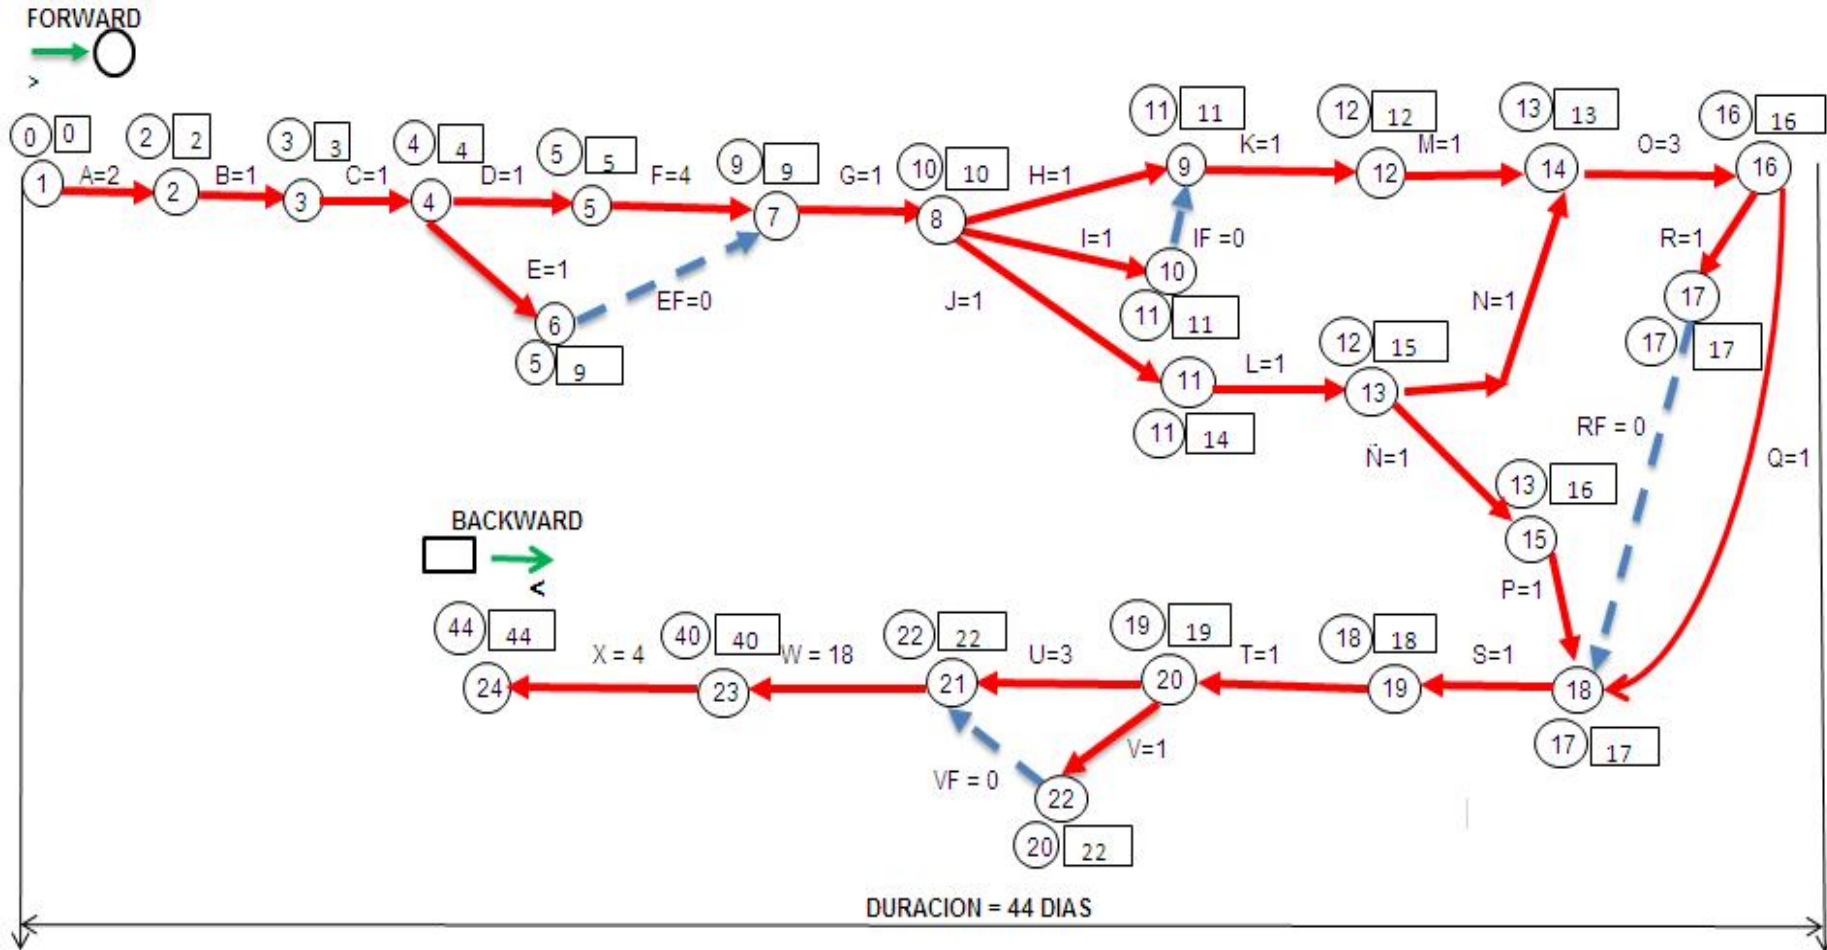 FORWARD
>
0 0
2 2
3 3
4 4
5 5
9 9
10 10
11 11
12 12
13 13
16 16
1 A=2 2 B=1 3 C=1 4 D=1 5 F=4 7 G=1 8 H=1 9 K=1 12 M=1 14 O=3 16
E=1
EF=0
6
5 9
I=1
IF =0
10
11 11
J=1
11
11 14
L=1
12 15
13
N=1
R=1
17
17 17
RF = 0
Q=1
Ñ=1
13 16
15
P=1
BACKWARD
<
44 44
40 40
22 22
19 19
18 18
24 X = 4 23 W = 18 21 U=3 20 T=1 19 S=1 18
17 17
V=1
VF = 0
22
20 22
DURACION = 44 DIAS